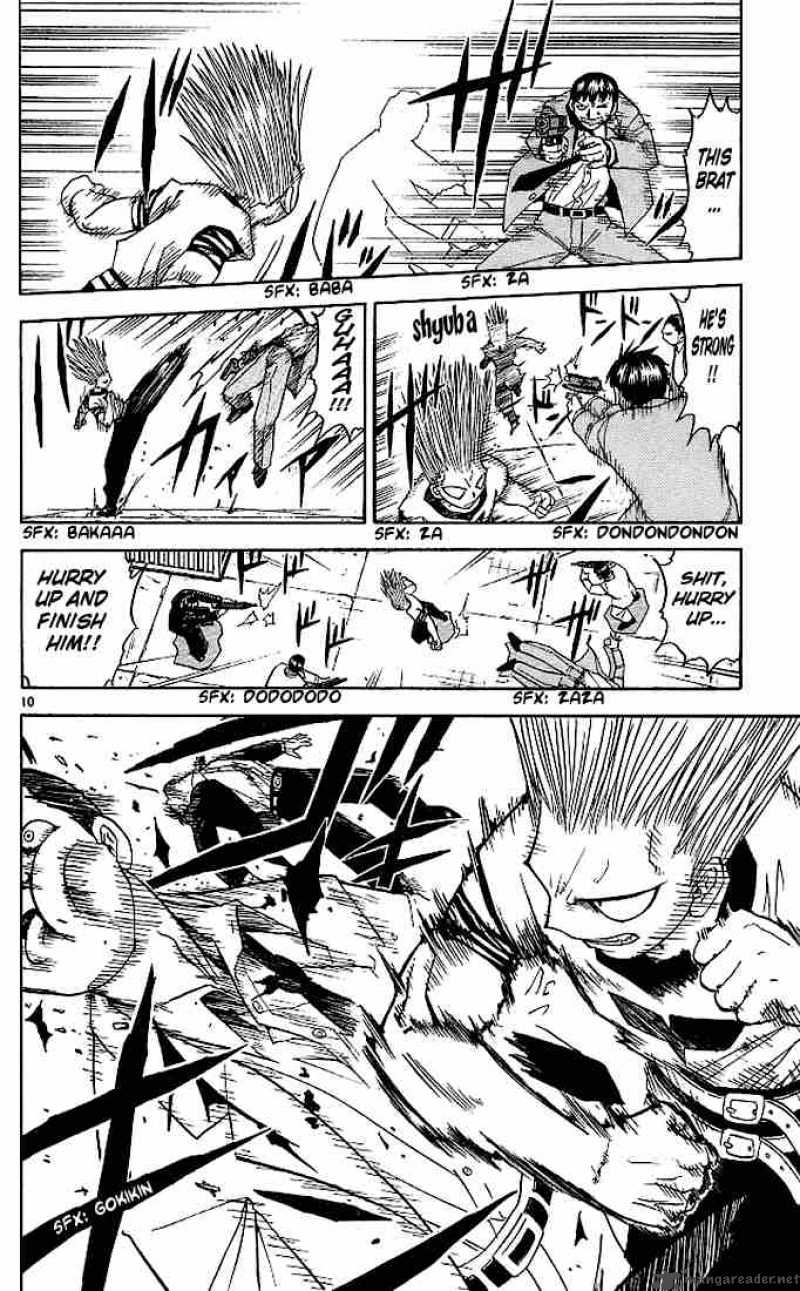 THIS
BRAT
...
SFX: BABA
SFX: ZA
HE'S
STRONG
!!
shyuba
SFX: ZA
SFX: DONDONDONDON
GUHAAA
!!!
SFX: BAKAAA
SHIT,
HURRY
UP...
HURRY
UP AND
FINISH
HIM!!
SFX: DODODODO
SFX: ZAZA
10
SFX: GOKIKIN
mangareader.net